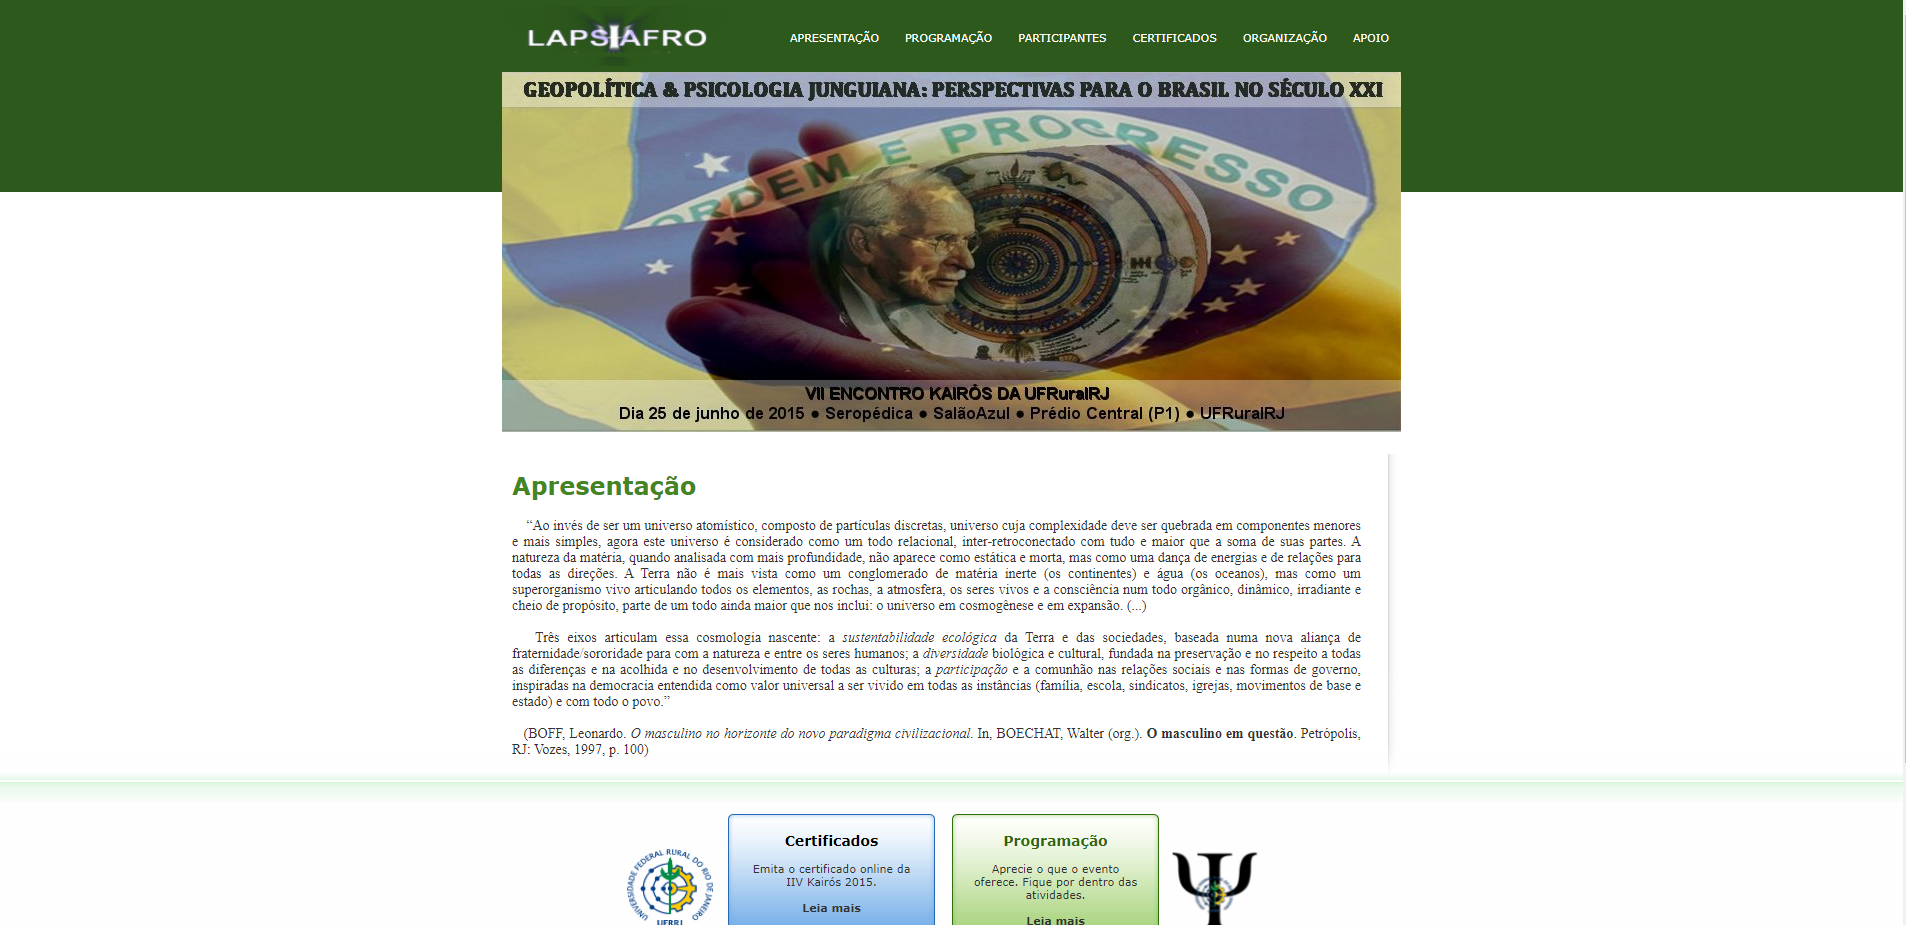 LAPSIAFRO
APRESENTAÇÃO PROGRAMAÇÃO PARTICIPANTES CERTIFICADOS ORGANIZAÇÃO APOIO
GEOPOLÍTICA & PSICOLOGIA JUNGUIANA: PERSPECTIVAS PARA O BRASIL NO SÉCULO XXI
ORDEM E PROGRESSO
VII ENCONTRO KAIRÓS DA UFRuralRJ
Dia 25 de junho de 2015 ● Seropédica ● SalãoAzul ● Prédio Central (P1) ● UFRuralRJ
Apresentação
“Ao invés de ser um universo atomístico, composto de partículas discretas, universo cuja complexidade deve ser quebrada em componentes menores
e mais simples, agora este universo é considerado como um todo relacional, inter-retroconectado com tudo e maior que a soma de suas partes. A
natureza da matéria, quando analisada com mais profundidade, não aparece como estática e morta, mas como uma dança de energias e de relações para
todas as direções. A Terra não é mais vista como um conglomerado de matéria inerte (os continentes) e água (os oceanos), mas como um
superorganismo vivo articulando todos os elementos, as rochas, a atmosfera, os seres vivos e a consciência num todo orgânico, dinâmico, irradiante e
cheio de propósito, parte de um todo ainda maior que nos inclui: o universo em cosmogênese e em expansão. (...)
Três eixos articulam essa cosmologia nascente: a sustentabilidade ecológica da Terra e das sociedades, baseada numa nova aliança de
fraternidade/sororidade para com a natureza e entre os seres humanos; a diversidade biológica e cultural, fundada na preservação e no respeito a todas
as diferenças e na acolhida e no desenvolvimento de todas as culturas; a participação e a comunhão nas relações sociais e nas formas de governo,
inspiradas na democracia entendida como valor universal a ser vivido em todas as instâncias (família, escola, sindicatos, igrejas, movimentos de base e
estado) e com todo o povo.”
(BOFF, Leonardo. O masculino no horizonte do novo paradigma civilizacional. In, BOECHAT, Walter (org.). O masculino em questão. Petrópolis,
RJ: Vozes, 1997, p. 100)
UNIVERSIDADE FEDERAL RURAL DO RIO DE JANEIRO
UFRRJ
Certificados
Emita o certificado online da
IIV Kairós 2015.
Leia mais
Programação
Aprecie o que o evento
oferece. Fique por dentro das
atividades.
Leia mais